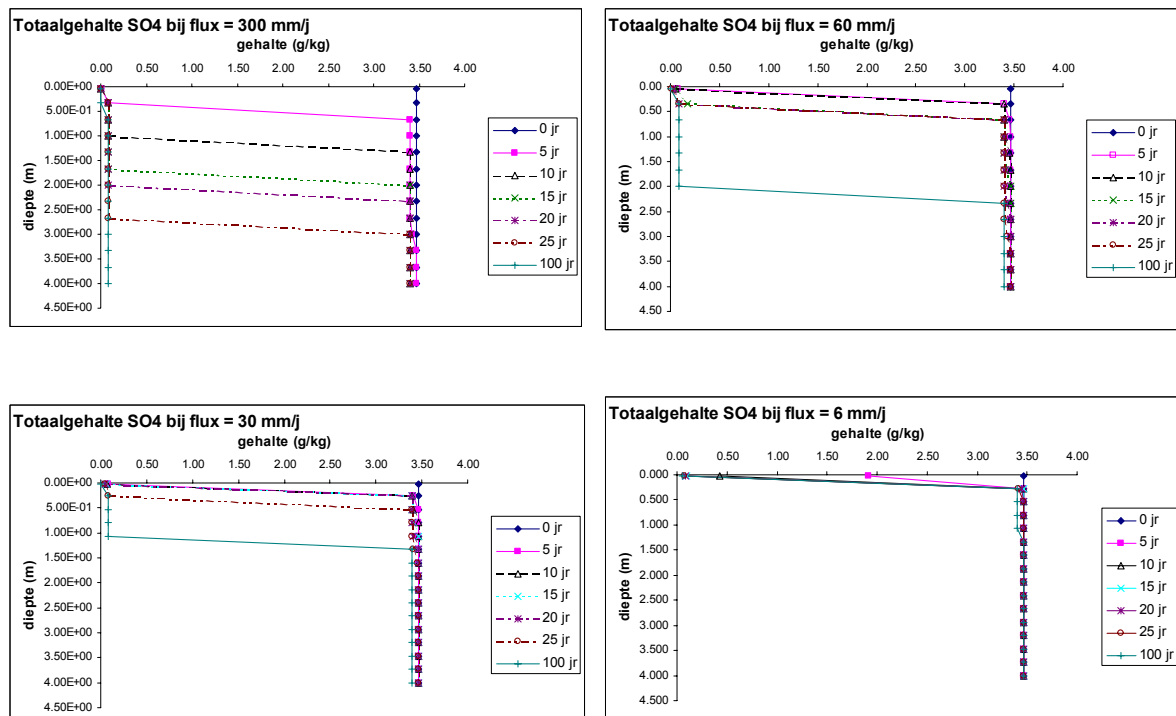 Totaalgehalte SO4 bij flux = 300 mm/j
gehalte (g/kg)
0.00 0.50 1.00 1.50 2.00 2.50 3.00 3.50 4.00
diepte (m)
0.00E+00
5.00E-01
1.00E+00
1.50E+00
2.00E+00
2.50E+00
3.00E+00
3.50E+00
4.00E+00
4.50E+00
0 jr
5 jr
10 jr
15 jr
20 jr
25 jr
100 jr
Totaalgehalte SO4 bij flux = 60 mm/j
gehalte (g/kg)
0.00 0.50 1.00 1.50 2.00 2.50 3.00 3.50 4.00
diepte (m)
0.00
0.50
1.00
1.50
2.00
2.50
3.00
3.50
4.00
4.50
0 jr
5 jr
10 jr
15 jr
20 jr
25 jr
100 jr
Totaalgehalte SO4 bij flux = 30 mm/j
gehalte (g/kg)
0.00 0.50 1.00 1.50 2.00 2.50 3.00 3.50 4.00
diepte (m)
0.00E+00
5.00E-01
1.00E+00
1.50E+00
2.00E+00
2.50E+00
3.00E+00
3.50E+00
4.00E+00
4.50E+00
0 jr
5 jr
10 jr
15 jr
20 jr
25 jr
100 jr
Totaalgehalte SO4 bij flux = 6 mm/j
gehalte (g/kg)
0.00 0.50 1.00 1.50 2.00 2.50 3.00 3.50 4.00
diepte (m)
0.000
0.500
1.000
1.500
2.000
2.500
3.000
3.500
4.000
4.500
0 jr
5 jr
10 jr
15 jr
20 jr
25 jr
100 jr